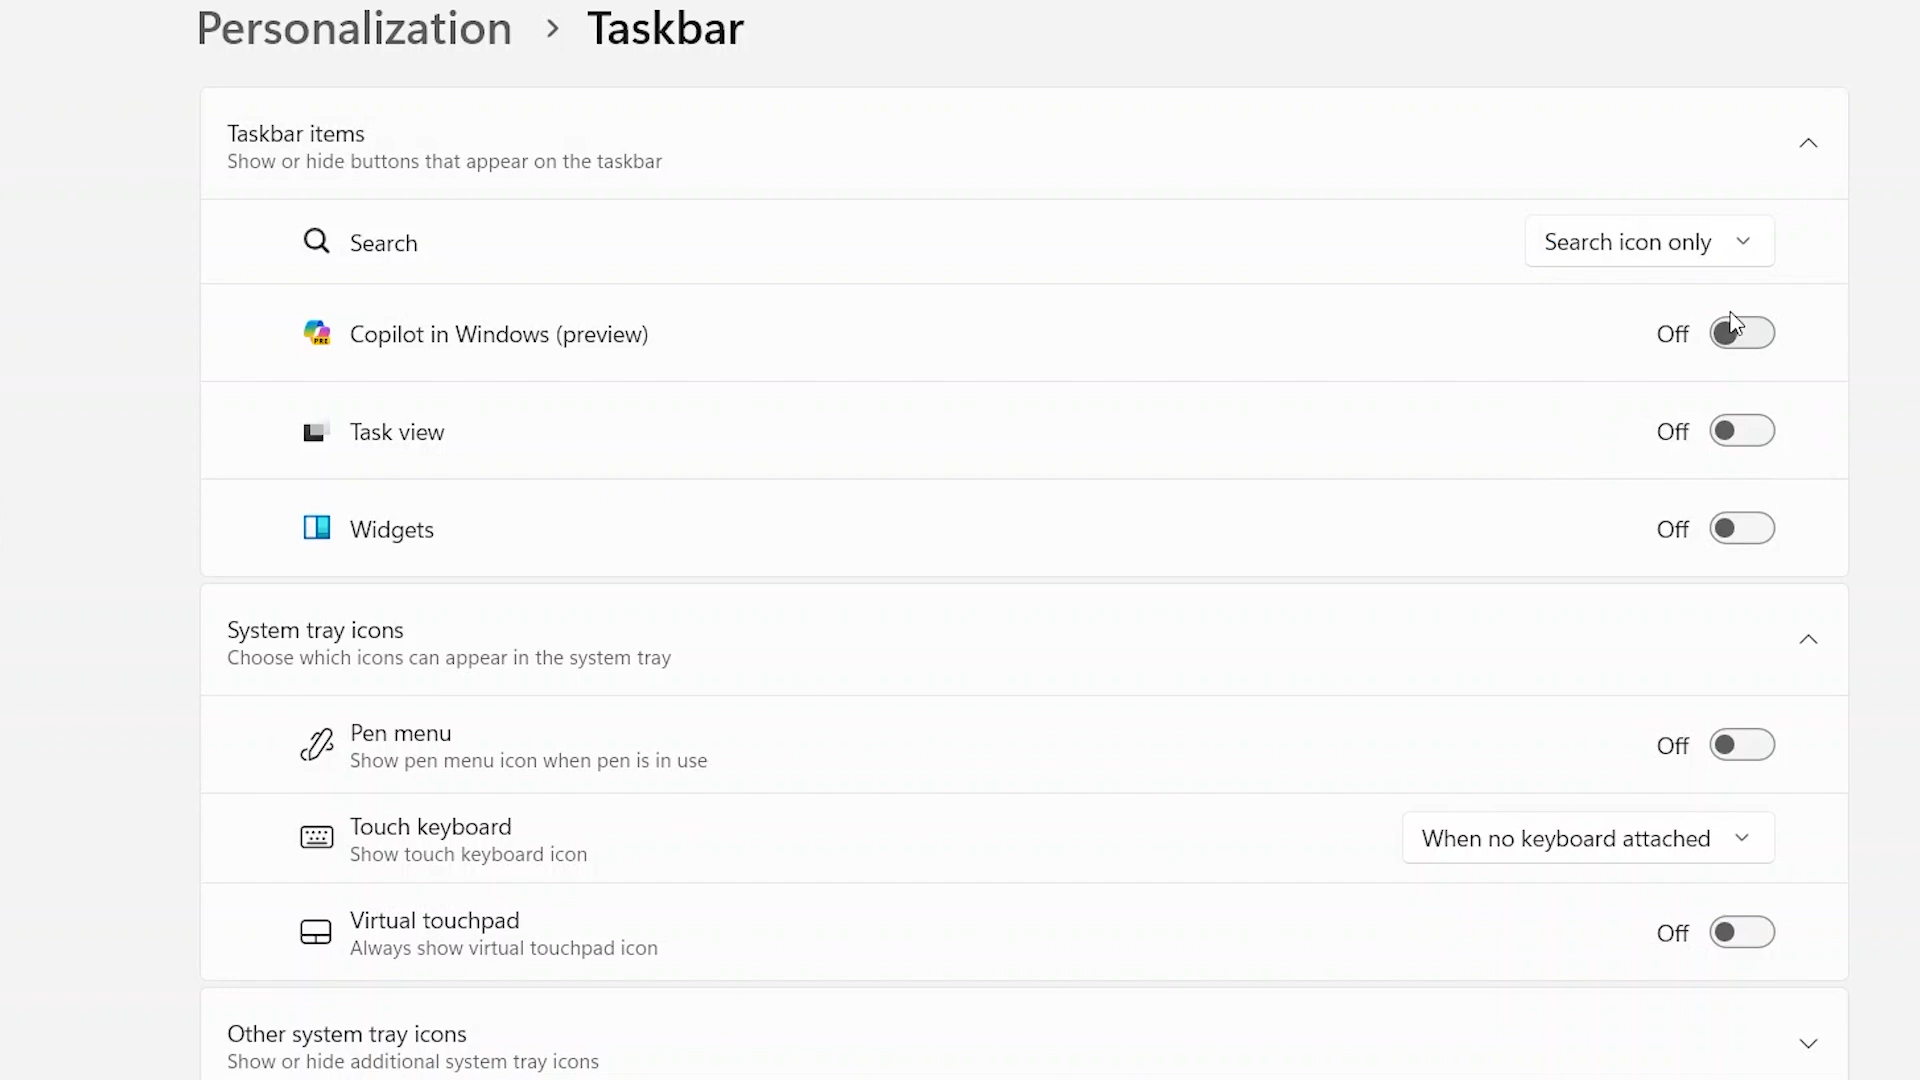 Personalization > Taskbar
Taskbar items
Show or hide buttons that appear on the taskbar
Search
Search icon only
PRE
Copilot in Windows (preview)
Off
Task view
Off
Widgets
Off
System tray icons
Choose which icons can appear in the system tray
Pen menu
Show pen menu icon when pen is in use
Off
Touch keyboard
Show touch keyboard icon
When no keyboard attached
Virtual touchpad
Always show virtual touchpad icon
Off
Other system tray icons
Show or hide additional system tray icons